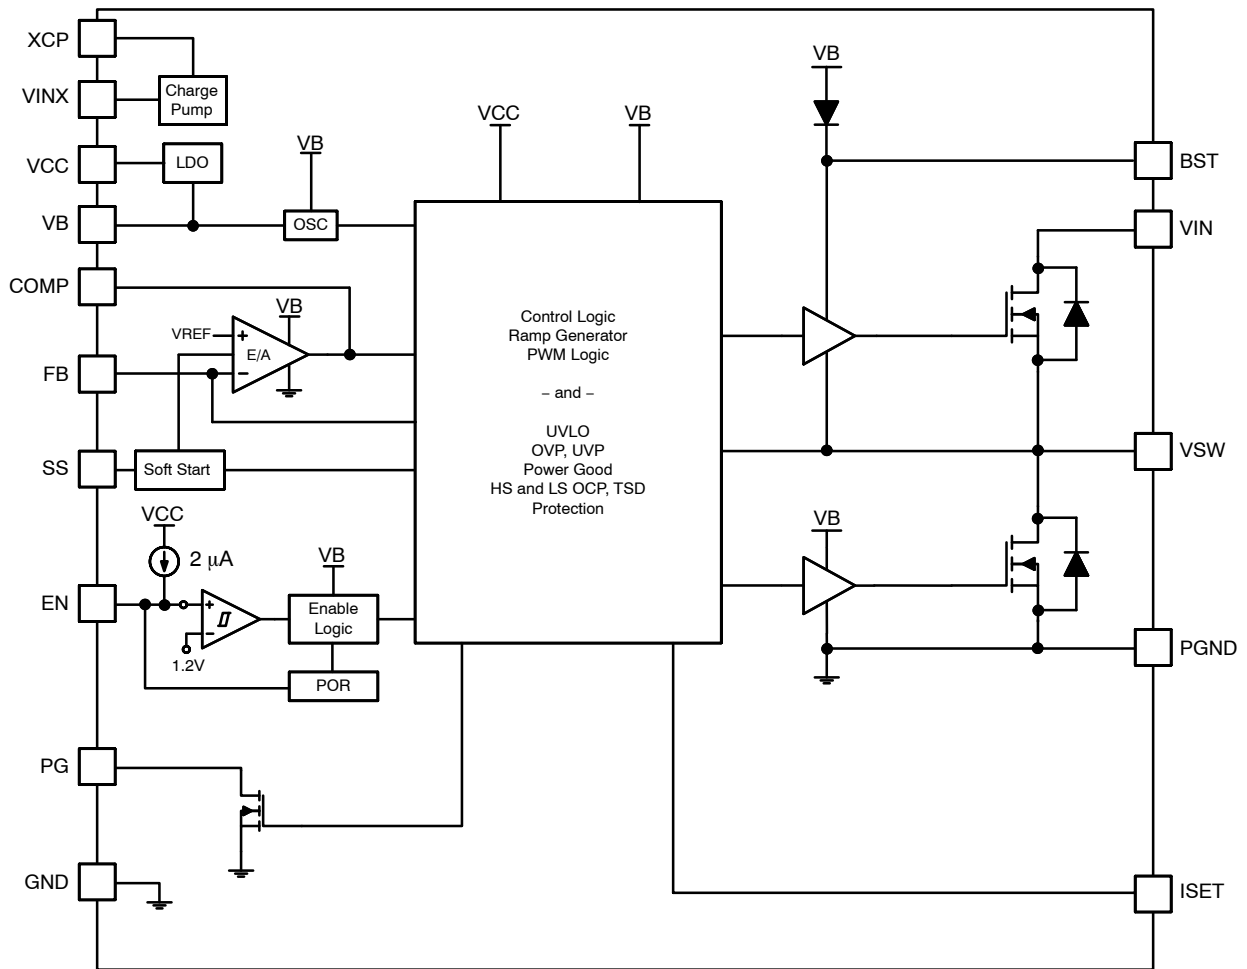 XCP
VINX
Charge
Pump
VCC
LDO
VB
VB
OSC
COMP
VB
VREF
+
E/A
−
FB
SS
Soft Start
VCC
2 μA
EN
+
−
1.2V
VB
Enable
Logic
POR
PG
GND
VCC
VB
Control Logic
Ramp Generator
PWM Logic
– and –
UVLO
OVP, UVP
Power Good
HS and LS OCP, TSD
Protection
VB
BST
VIN
VSW
VB
PGND
ISET